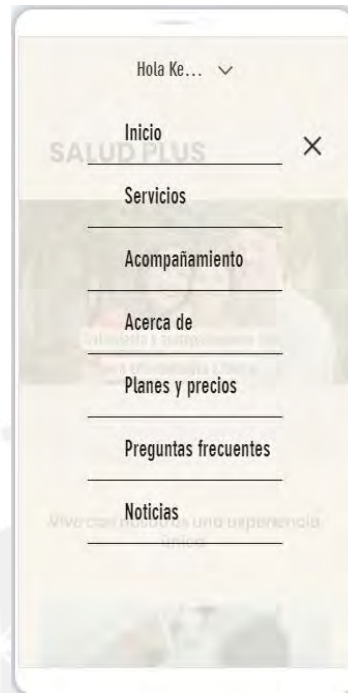 Hola Ke...
Inicio
SALUD PLUS
Servicios
Acompañamiento
Acerca de
Planes y precios
Preguntas frecuentes
Noticias
Vive con nosotros una experiencia
única